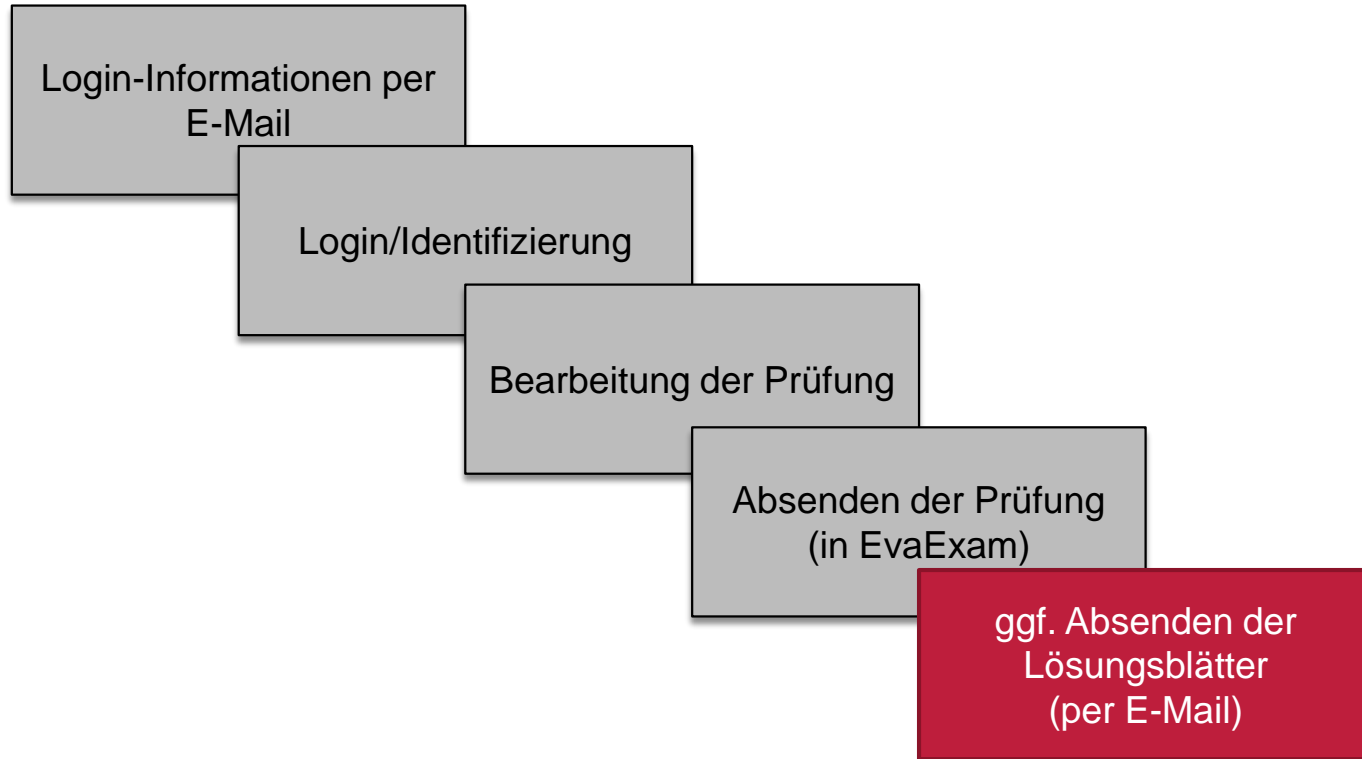 Login-Informationen per
E-Mail
Login/Identifizierung
Bearbeitung der Prüfung
Absenden der Prüfung
(in EvaExam)
ggf. Absenden der
Lösungsblätter
(per E-Mail)